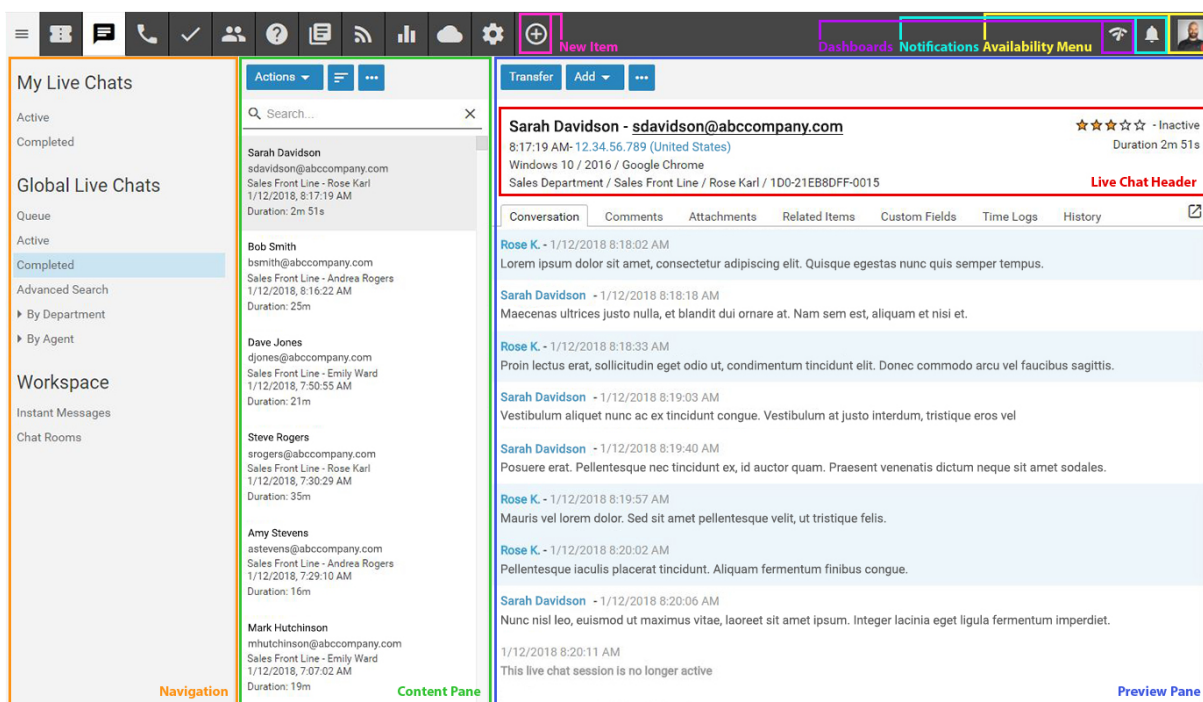 New Item
Dashboards
Notifications
Availability Menu
My Live Chats
Active
Completed
Global Live Chats
Queue
Active
Completed
Advanced Search
By Department
By Agent
Workspace
Instant Messages
Chat Rooms
Navigation
Actions
Search...
Sarah Davidson
sdavidson@abccompany.com
Sales Front Line - Rose Karl
1/12/2018, 8:17:19 AM
Duration: 2m 51s
Bob Smith
bsmith@abccompany.com
Sales Front Line - Andrea Rogers
1/12/2018, 8:16:22 AM
Duration: 25m
Dave Jones
djones@abccompany.com
Sales Front Line - Emily Ward
1/12/2018, 7:50:55 AM
Duration: 21m
Steve Rogers
srogers@abccompany.com
Sales Front Line - Rose Karl
1/12/2018, 7:30:29 AM
Duration: 35m
Amy Stevens
astevens@abccompany.com
Sales Front Line - Andrea Rogers
1/12/2018, 7:29:10 AM
Duration: 16m
Mark Hutchinson
mhutchinson@abccompany.com
Sales Front Line - Emily Ward
1/12/2018, 7:07:02 AM
Duration: 19m
Content Pane
Transfer
Add
Sarah Davidson - sdavidson@abccompany.com
- Inactive
8:17:19 AM- 12.34.56.789 (United States)
Duration 2m 51s
Windows 10 / 2016 / Google Chrome
Sales Department / Sales Front Line / Rose Karl / 1D0-21EB8DFF-0015
Live Chat Header
Conversation
Comments
Attachments
Related Items
Custom Fields
Time Logs
History
Rose K. - 1/12/2018 8:18:02 AM
Lorem ipsum dolor sit amet, consectetur adipiscing elit. Quisque egestas nunc quis semper tempus.
Sarah Davidson - 1/12/2018 8:18:18 AM
Maecenas ultrices justo nulla, et blandit dui ornare at. Nam sem est, aliquam et nisi et.
Rose K. - 1/12/2018 8:18:33 AM
Proin lectus erat, sollicitudin eget odio ut, condimentum tincidunt elit. Donec commodo arcu vel faucibus sagittis.
Sarah Davidson - 1/12/2018 8:19:03 AM
Vestibulum aliquet nunc ac ex tincidunt congue. Vestibulum at justo interdum, tristique eros vel
Sarah Davidson - 1/12/2018 8:19:40 AM
Posuere erat. Pellentesque nec tincidunt ex, id auctor quam. Praesent venenatis dictum neque sit amet sodales.
Rose K. - 1/12/2018 8:19:57 AM
Mauris vel lorem dolor. Sed sit amet pellentesque velit, ut tristique felis.
Rose K. - 1/12/2018 8:20:02 AM
Pellentesque iaculis placerat tincidunt. Aliquam fermentum finibus congue.
Sarah Davidson - 1/12/2018 8:20:06 AM
Nunc nisl leo, euismod ut maximus vitae, laoreet sit amet ipsum. Integer lacinia eget ligula fermentum imperdiet.
1/12/2018 8:20:11 AM
This live chat session is no longer active
Preview Pane